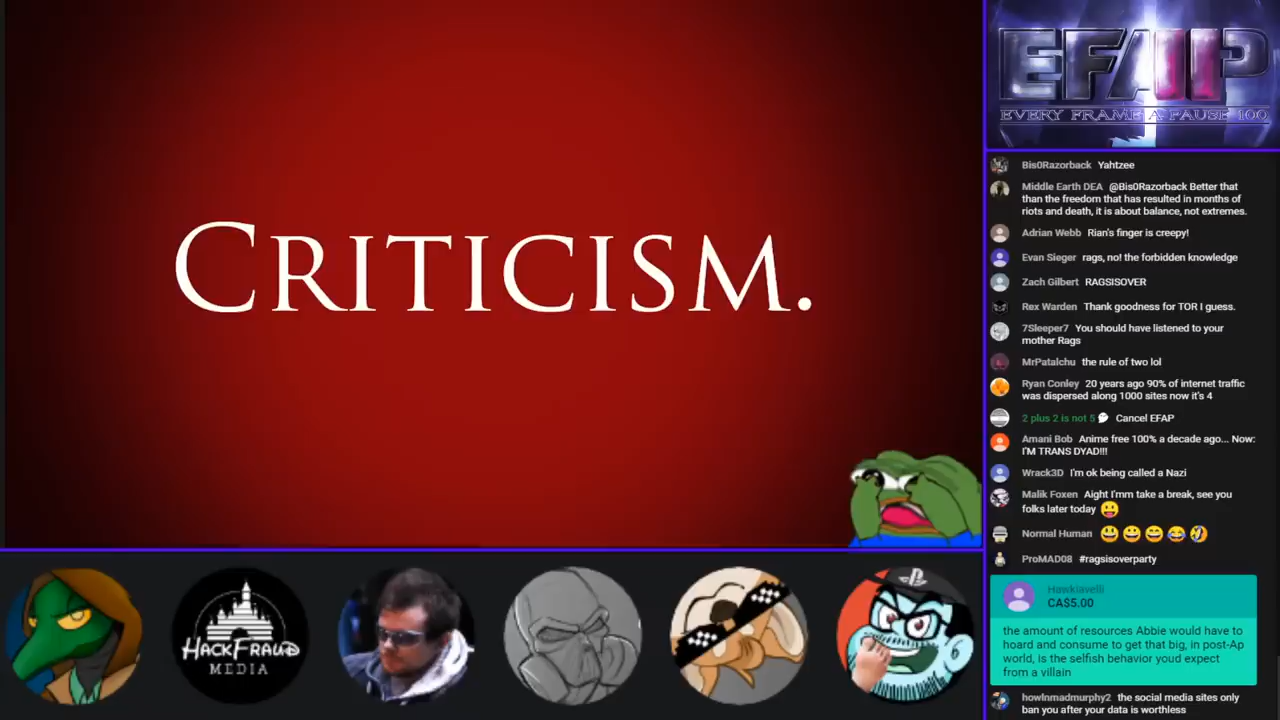 CRITICISM.
EFAP
EVERY FRAME A PAUSE 100
Bis0Razorback Yahtzee
Middle Earth DEA @Bis0Razorback Better that
than the freedom that has resulted in months of
riots and death, it is about balance, not extremes.
Adrian Webb Rian's finger is creepy!
Evan Sieger rags, no! the forbidden knowledge
Zach Gilbert RAGSISOVER
Rex Warden Thank goodness for TOR I guess.
7Sleeper7 You should have listened to your
mother Rags
MrPatalchu the rule of two lol
Ryan Conley 20 years ago 90% of internet traffic
was dispersed along 1000 sites now it's 4
2 plus 2 is not 5 Cancel EFAP
Amani Bob Anime free 100% a decade ago... Now:
I'M TRANS DYAD!!!
Wrack3D I'm ok being called a Nazi
Malik Foxen Aight I'mm take a break, see you
folks later today 😛
Normal Human 😃 😀 😄 😂 🤣
ProMAD08 #ragsisoverparty
Hawkiavelli
CA$5.00
the amount of resources Abbie would have to
hoard and consume to get that big, in post-Ap
world, is the selfish behavior youd expect
from a villain
howlnmadmurphy2 the social media sites only
ban you after your data is worthless
HACKFRAUD
MEDIA